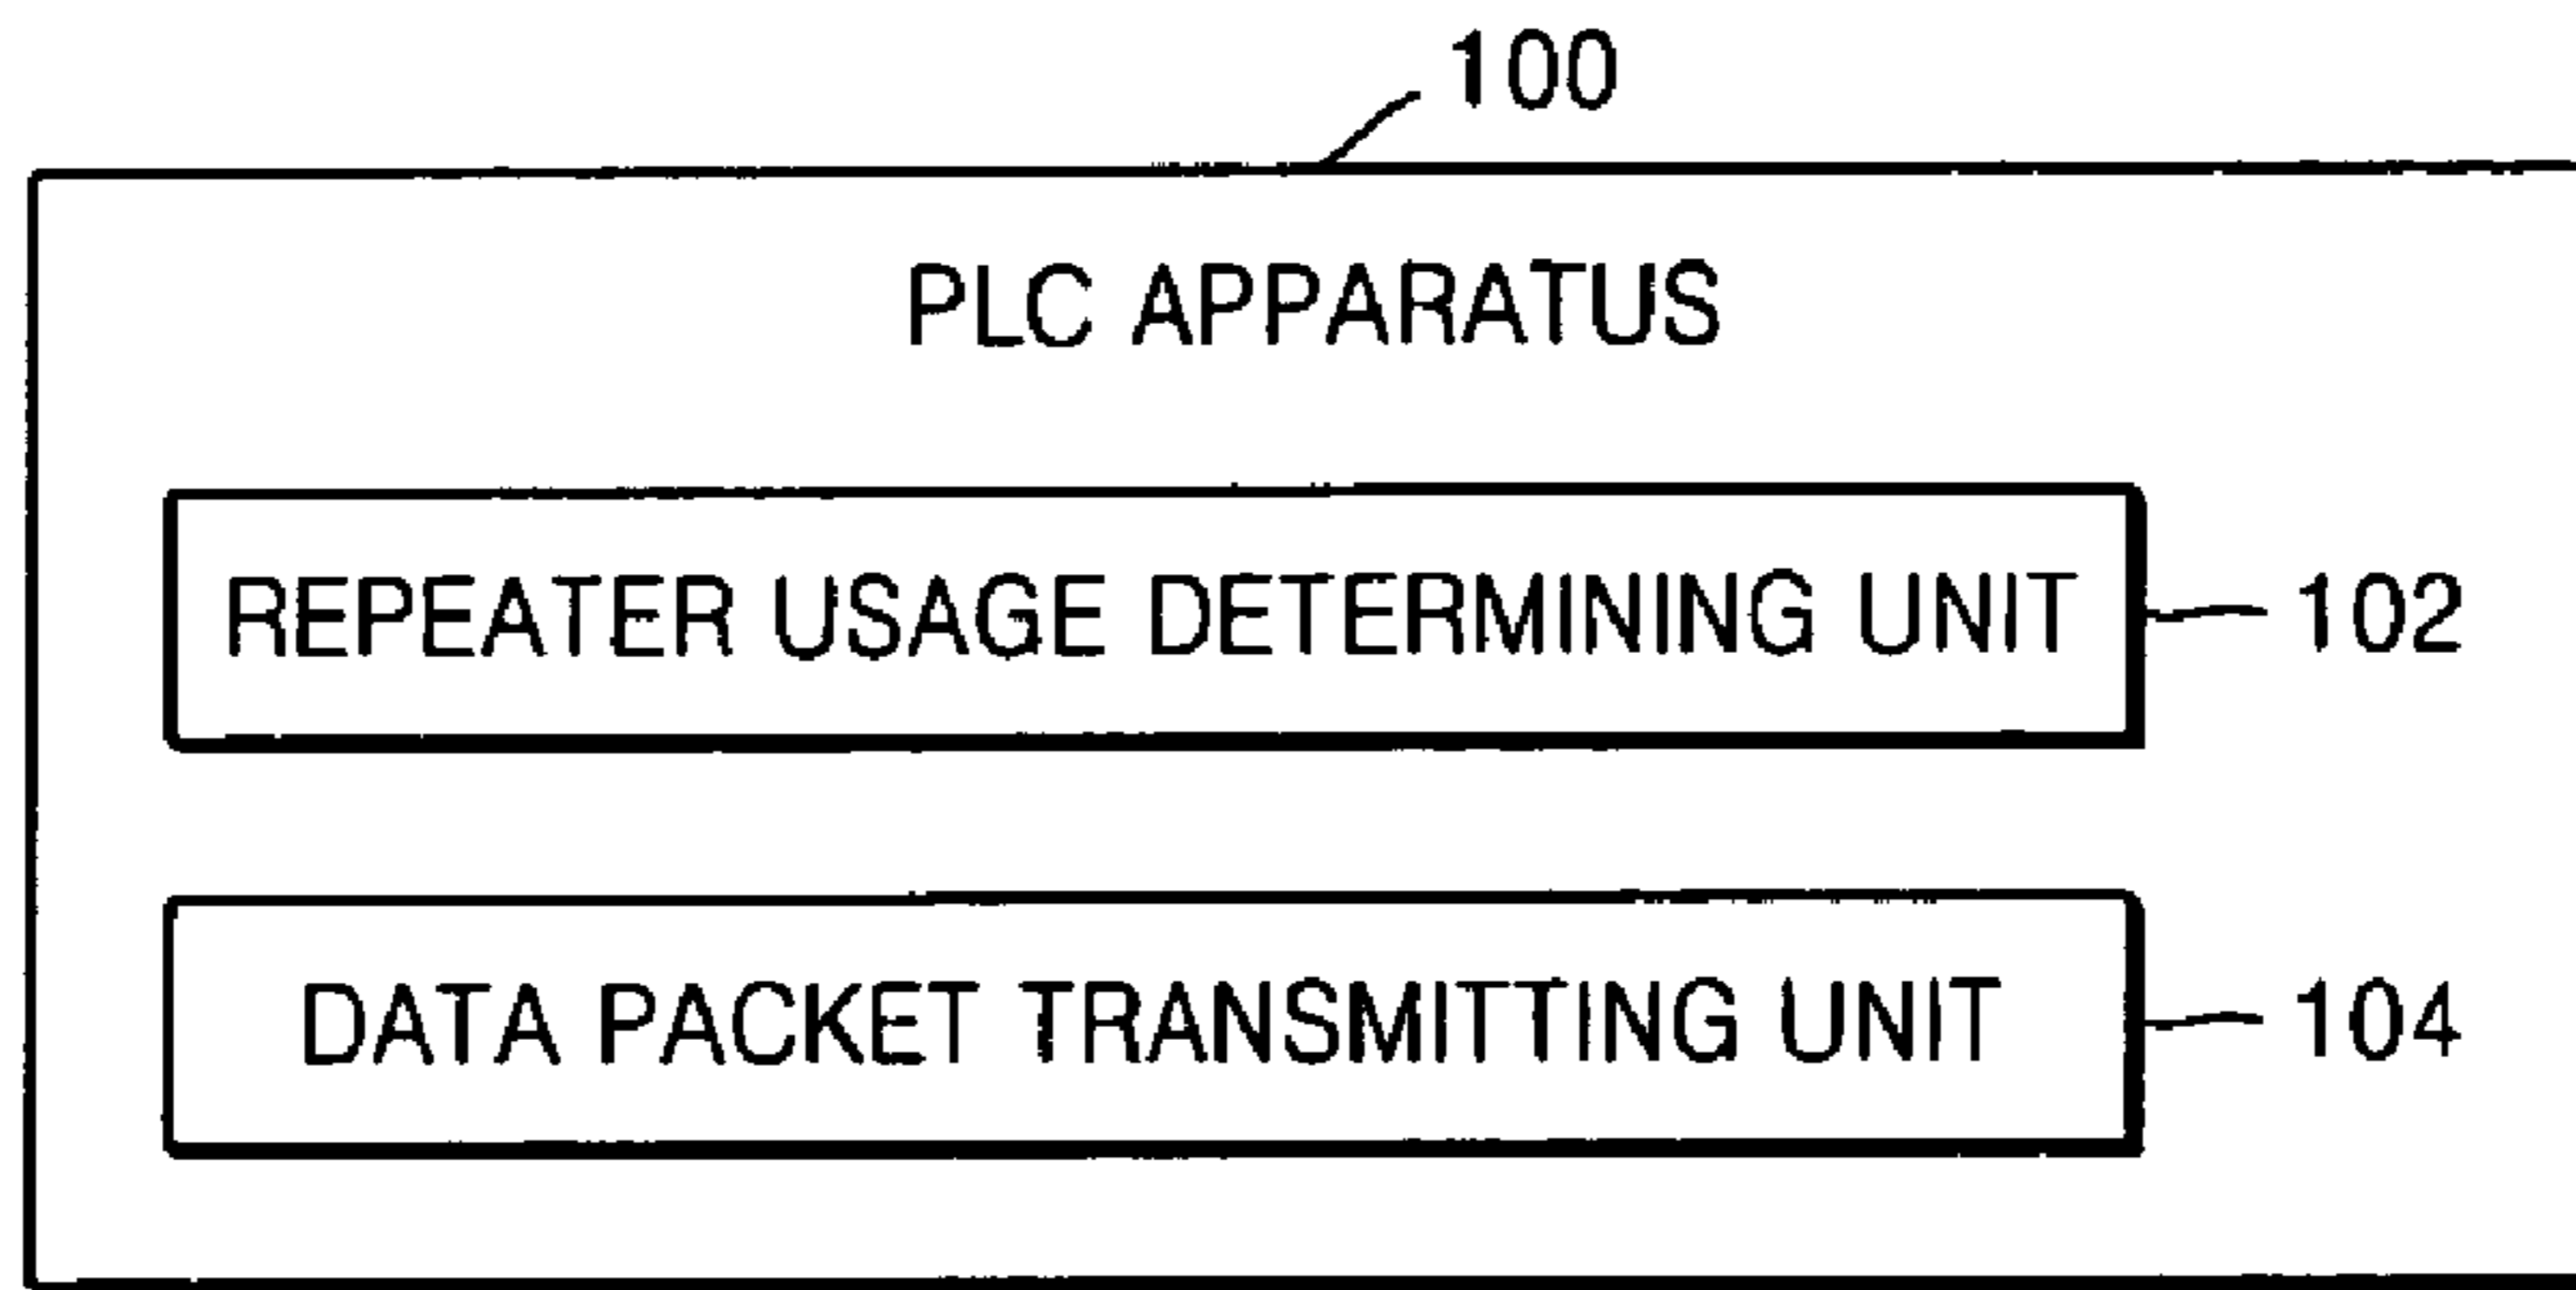 100
PLC APPARATUS
REPEATER USAGE DETERMINING UNIT 102
DATA PACKET TRANSMITTING UNIT 104